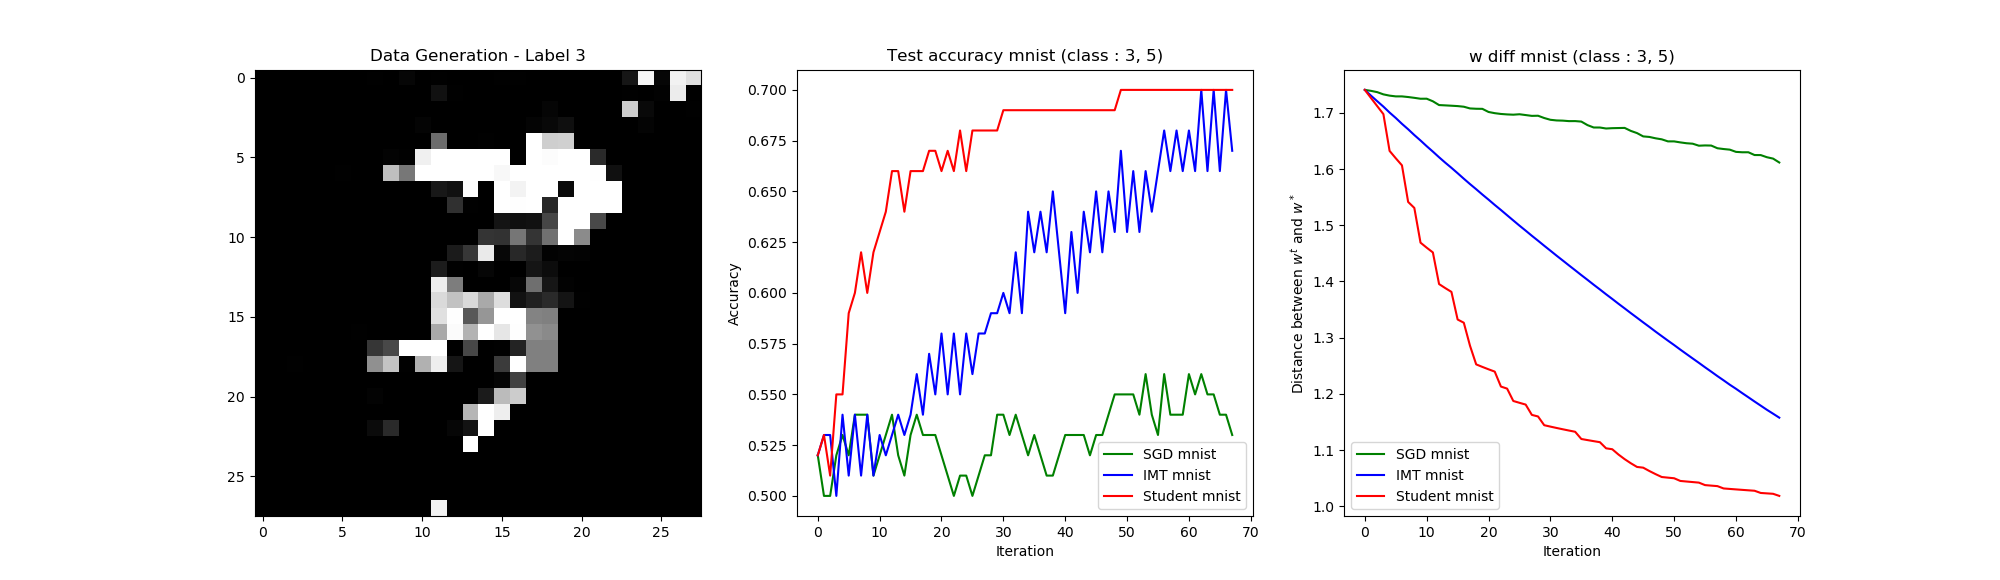 Data Generation - Label 3
0
5
10
15
20
25
0 5 10 15 20 25
Test accuracy mnist (class : 3, 5)
Accuracy
0.700
0.675
0.650
0.625
0.600
0.575
0.550
0.525
0.500
SGD mnist
IMT mnist
Student mnist
0 10 20 30 40 50 60 70
Iteration
w diff mnist (class : 3, 5)
Distance between w^t and w^*
1.7
1.6
1.5
1.4
1.3
1.2
1.1
1.0
SGD mnist
IMT mnist
Student mnist
0 10 20 30 40 50 60 70
Iteration